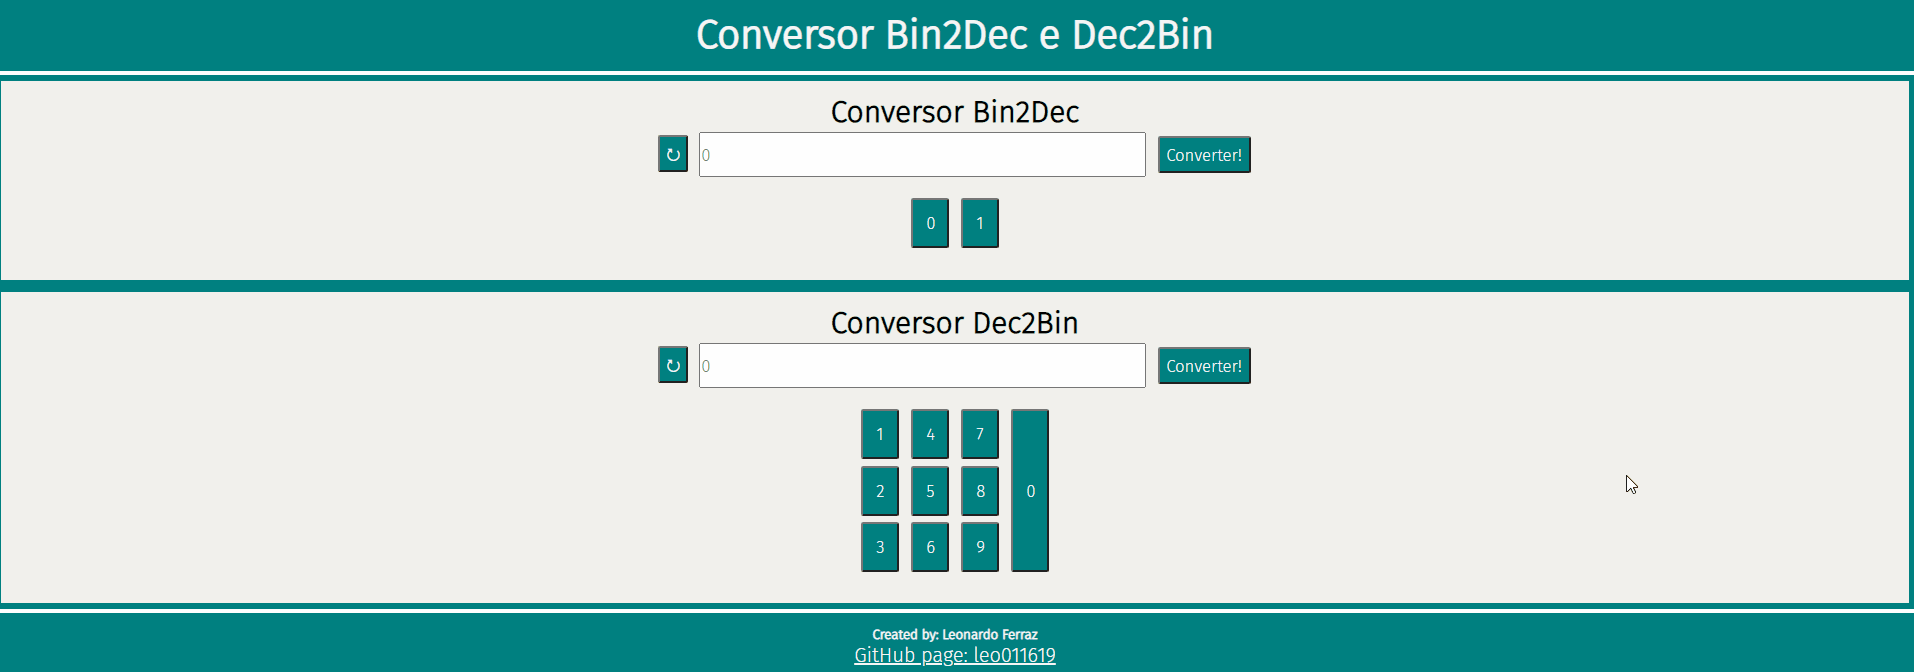 Conversor Bin2Dec e Dec2Bin
Conversor Bin2Dec
↻ 0 Converter!
0 1
Conversor Dec2Bin
↻ 0 Converter!
1 4 7
2 5 8 0
3 6 9
Created by: Leonardo Ferraz
GitHub page: leo011619